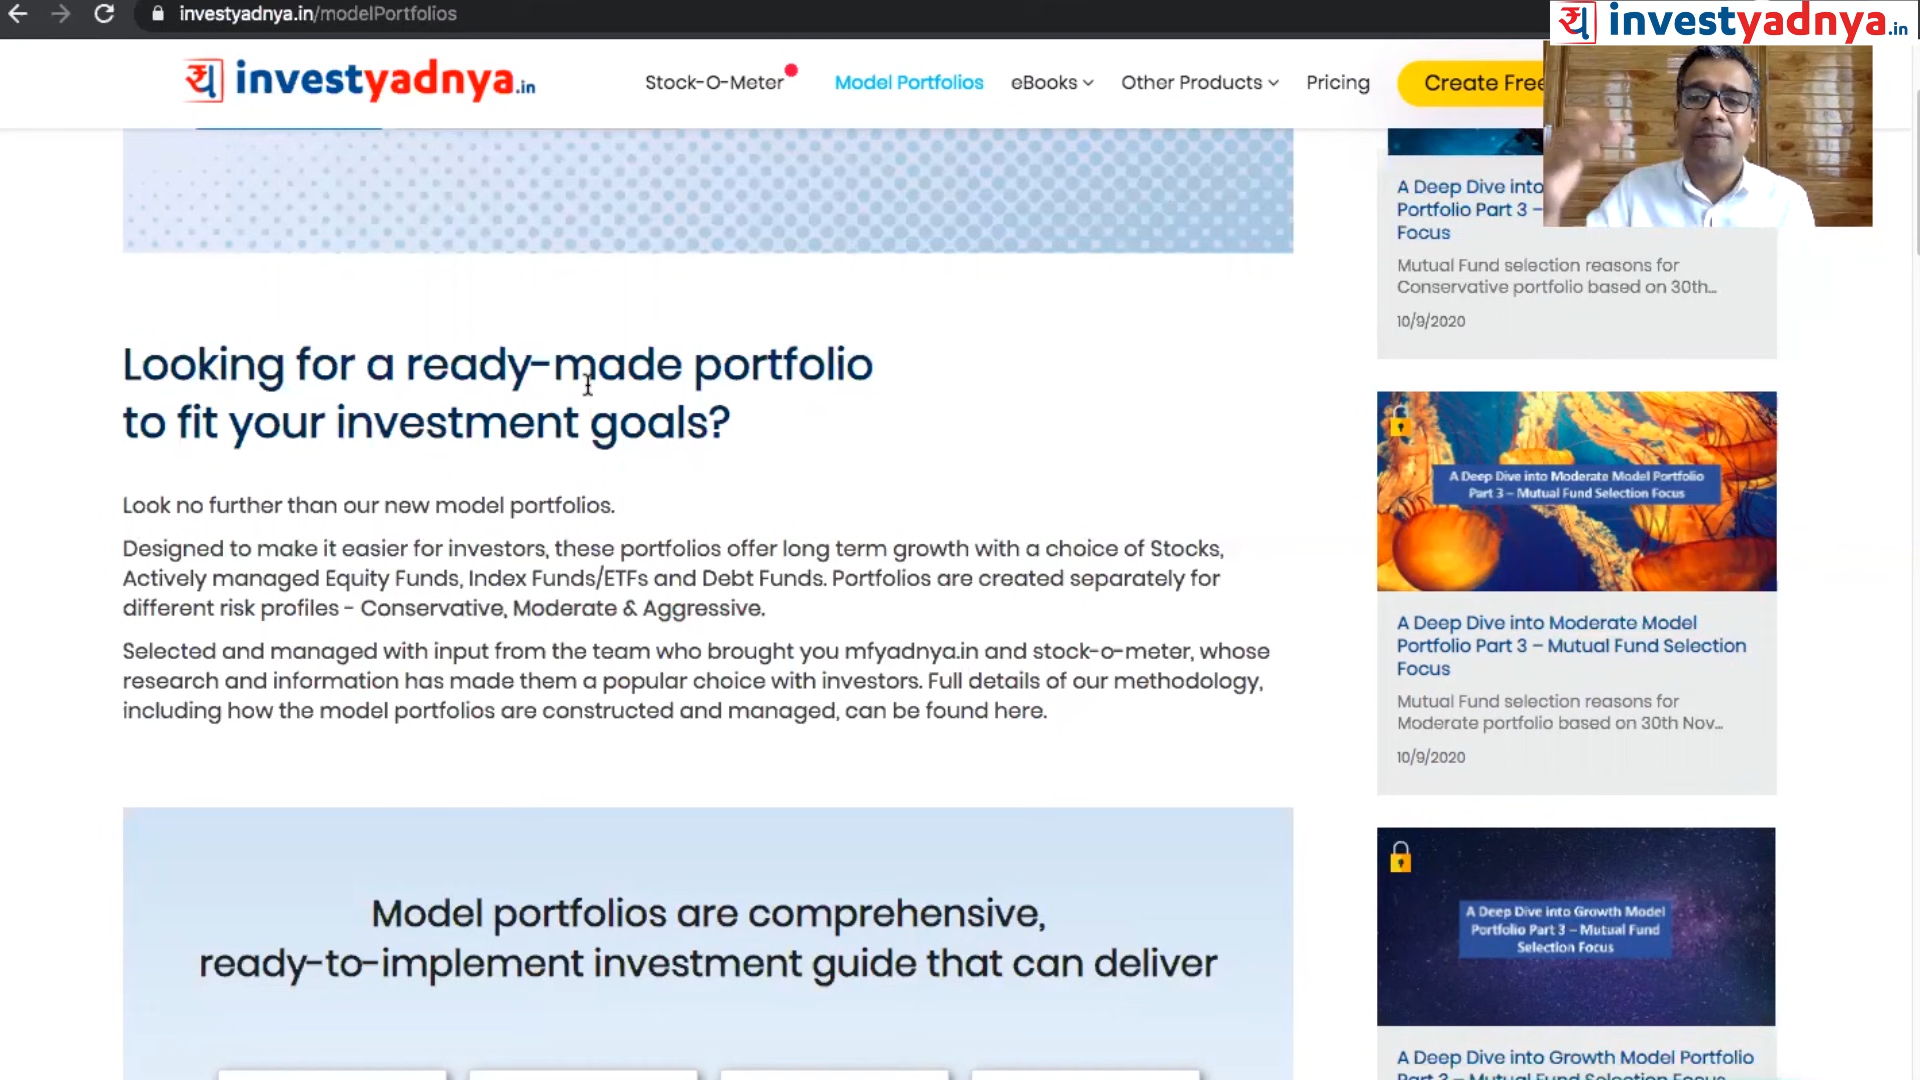 investyadnya.in/modelPortfolios
investyadnya.in
investyadnya.in
Stock-O-Meter
Model Portfolios
eBooks
Other Products
Pricing
Create Free
Looking for a ready-made portfolio
to fit your investment goals?
Look no further than our new model portfolios.
Designed to make it easier for investors, these portfolios offer long term growth with a choice of Stocks,
Actively managed Equity Funds, Index Funds/ETFs and Debt Funds. Portfolios are created separately for
different risk profiles - Conservative, Moderate & Aggressive.
Selected and managed with input from the team who brought you mfyadnya.in and stock-o-meter, whose
research and information has made them a popular choice with investors. Full details of our methodology,
including how the model portfolios are constructed and managed, can be found here.
Model portfolios are comprehensive,
ready-to-implement investment guide that can deliver
A Deep Dive into
Portfolio Part 3 –
Focus
Mutual Fund selection reasons for
Conservative portfolio based on 30th...
10/9/2020
A Deep Dive into Moderate Model Portfolio
Part 3 – Mutual Fund Selection Focus
A Deep Dive into Moderate Model
Portfolio Part 3 – Mutual Fund Selection
Focus
Mutual Fund selection reasons for
Moderate portfolio based on 30th Nov...
10/9/2020
A Deep Dive into Growth Model
Portfolio Part 3 – Mutual Fund
Selection Focus
A Deep Dive into Growth Model Portfolio
Part 3 – Mutual Fund Selection Focus